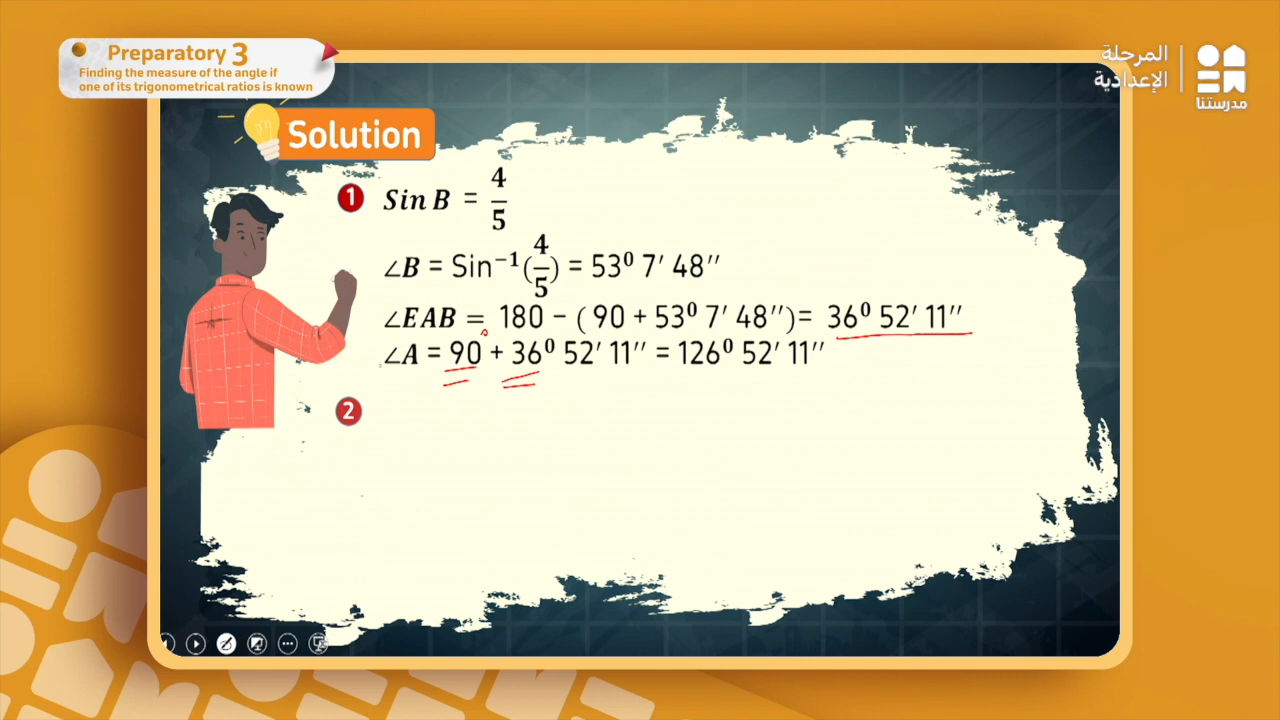 Preparatory 3
Finding the measure of the angle if
one of its trigonometrical ratios is known
المرحلة
الإعدادية
مدرستنا
Solution
1 Sin B = 4/5
∠B = Sin⁻¹(4/5) = 53⁰ 7′ 48′′
∠EAB = 180 − ( 90 + 53⁰ 7′ 48′′)= 36⁰ 52′ 11′′
∠A = 90 + 36⁰ 52′ 11′′ = 126⁰ 52′ 11′′
2